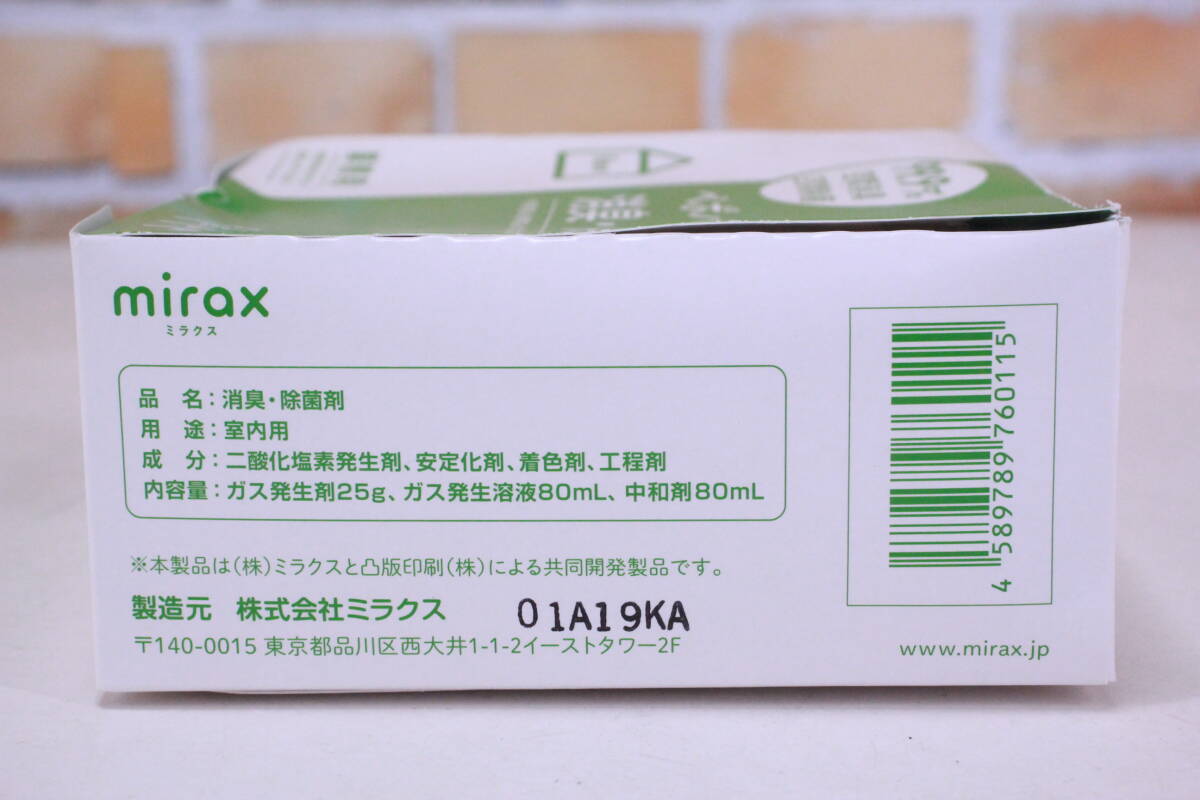 mirax
ミラクス
品 名：消臭・除菌剤
用 途：室内用
成 分：二酸化塩素発生剤、安定化剤、着色剤、工程剤
内容量：ガス発生剤25g、ガス発生溶液80mL、中和剤80mL
※本製品は(株)ミラクスと凸版印刷(株)による共同開発製品です。
製造元 株式会社ミラクス
01A19KA
〒140-0015 東京都品川区西大井1-1-2イーストタワー2F
4589789760115
www.mirax.jp